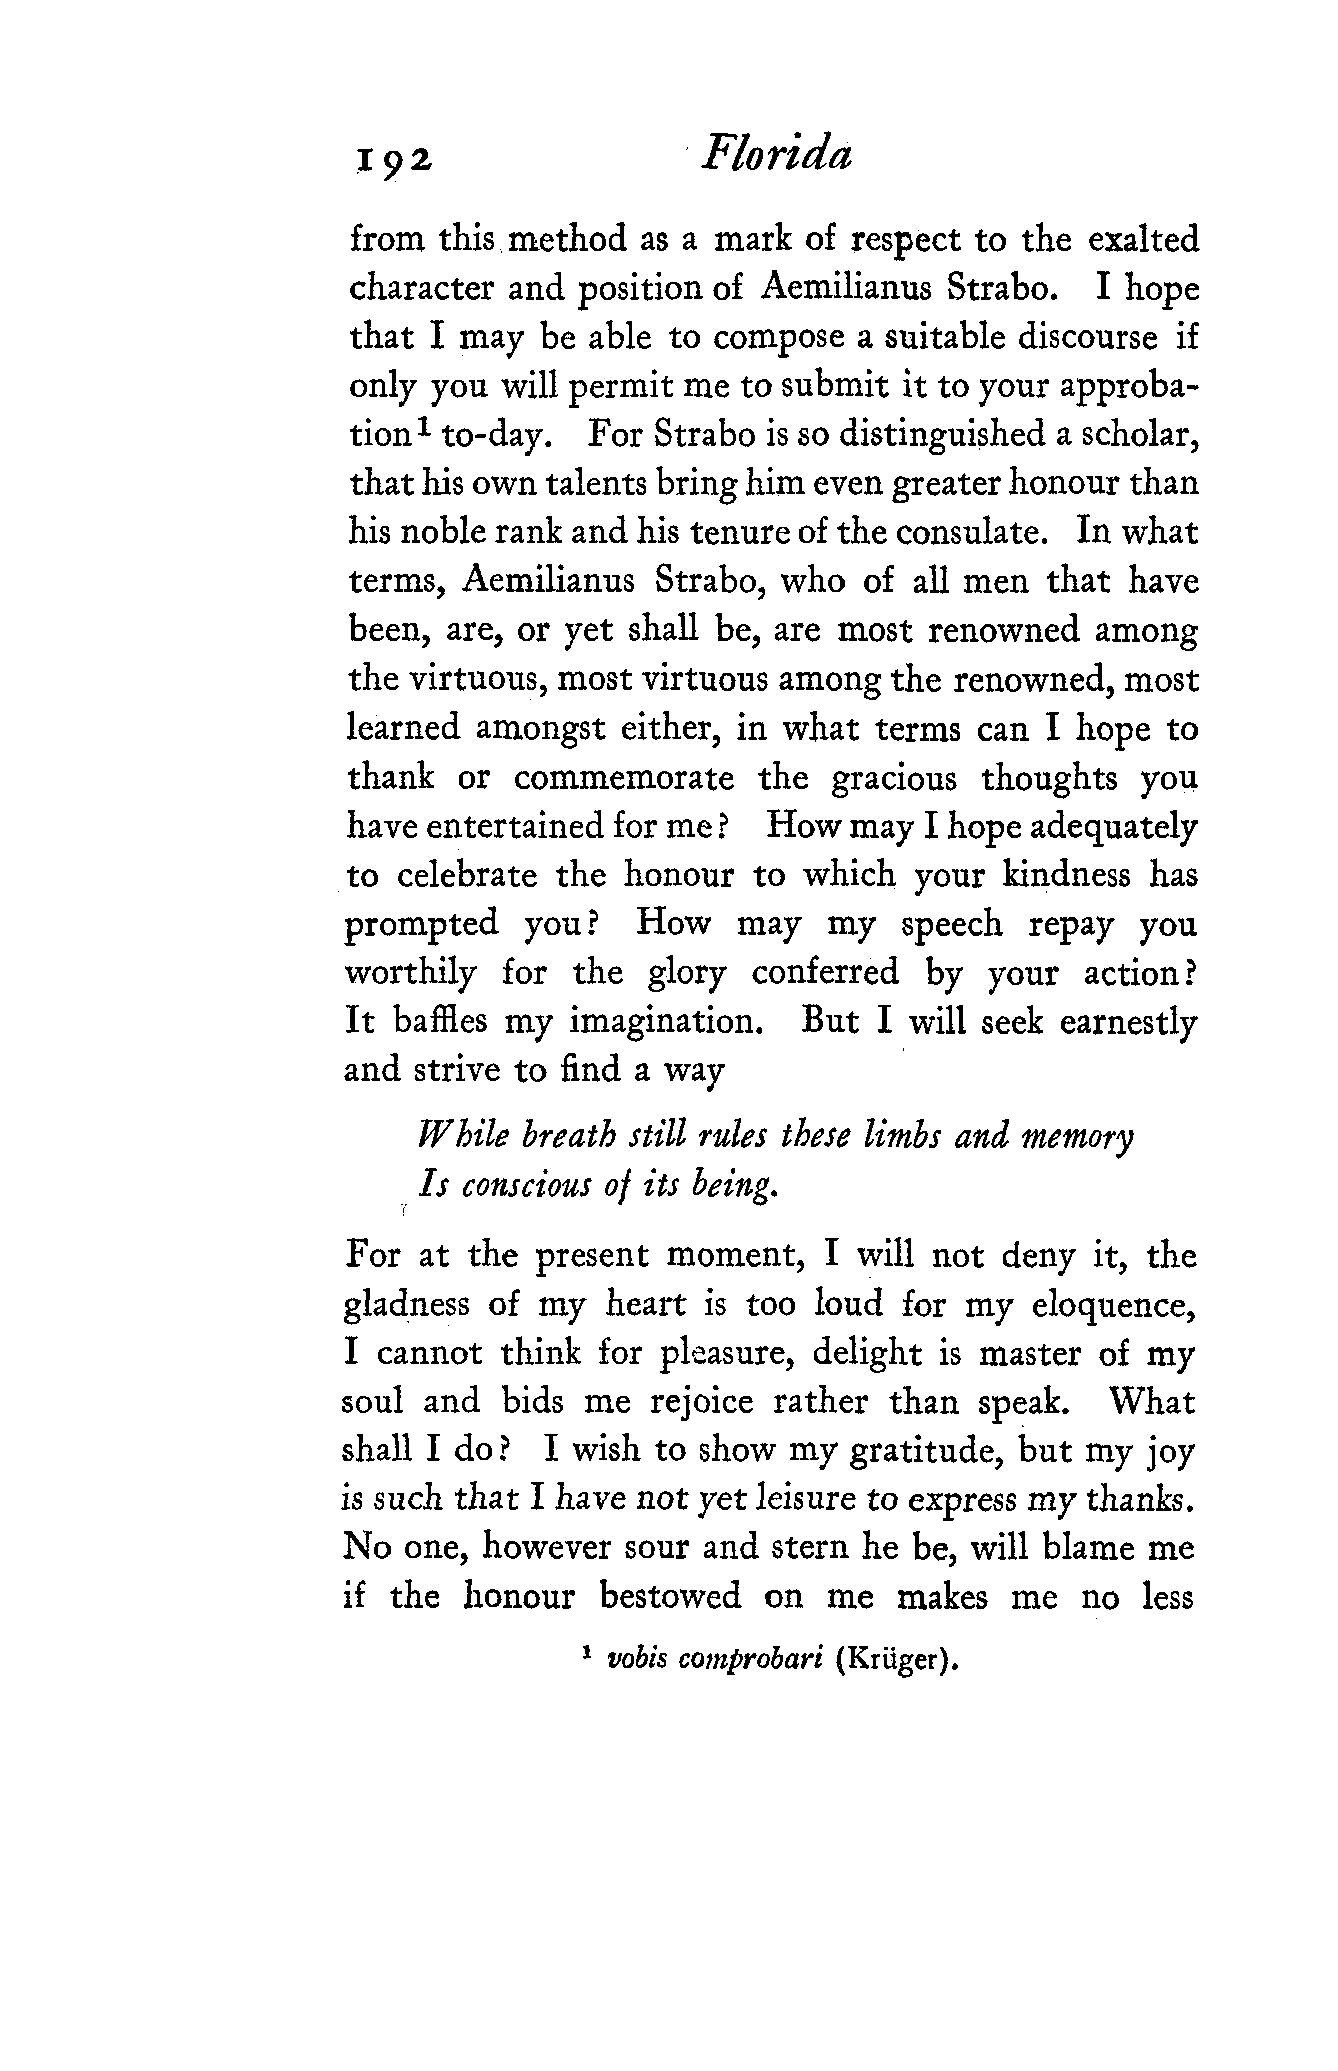 192 Florida
from this method as a mark of respect to the exalted
character and position of Aemilianus Strabo. I hope
that I may be able to compose a suitable discourse if
only you will permit me to submit it to your approba-
tion¹ to-day. For Strabo is so distinguished a scholar,
that his own talents bring him even greater honour than
his noble rank and his tenure of the consulate. In what
terms, Aemilianus Strabo, who of all men that have
been, are, or yet shall be, are most renowned among
the virtuous, most virtuous among the renowned, most
learned amongst either, in what terms can I hope to
thank or commemorate the gracious thoughts you
have entertained for me? How may I hope adequately
to celebrate the honour to which your kindness has
prompted you? How may my speech repay you
worthily for the glory conferred by your action?
It baffles my imagination. But I will seek earnestly
and strive to find a way
While breath still rules these limbs and memory
Is conscious of its being.
For at the present moment, I will not deny it, the
gladness of my heart is too loud for my eloquence,
I cannot think for pleasure, delight is master of my
soul and bids me rejoice rather than speak. What
shall I do? I wish to show my gratitude, but my joy
is such that I have not yet leisure to express my thanks.
No one, however sour and stern he be, will blame me
if the honour bestowed on me makes me no less
¹ vobis comprobari (Krüger).